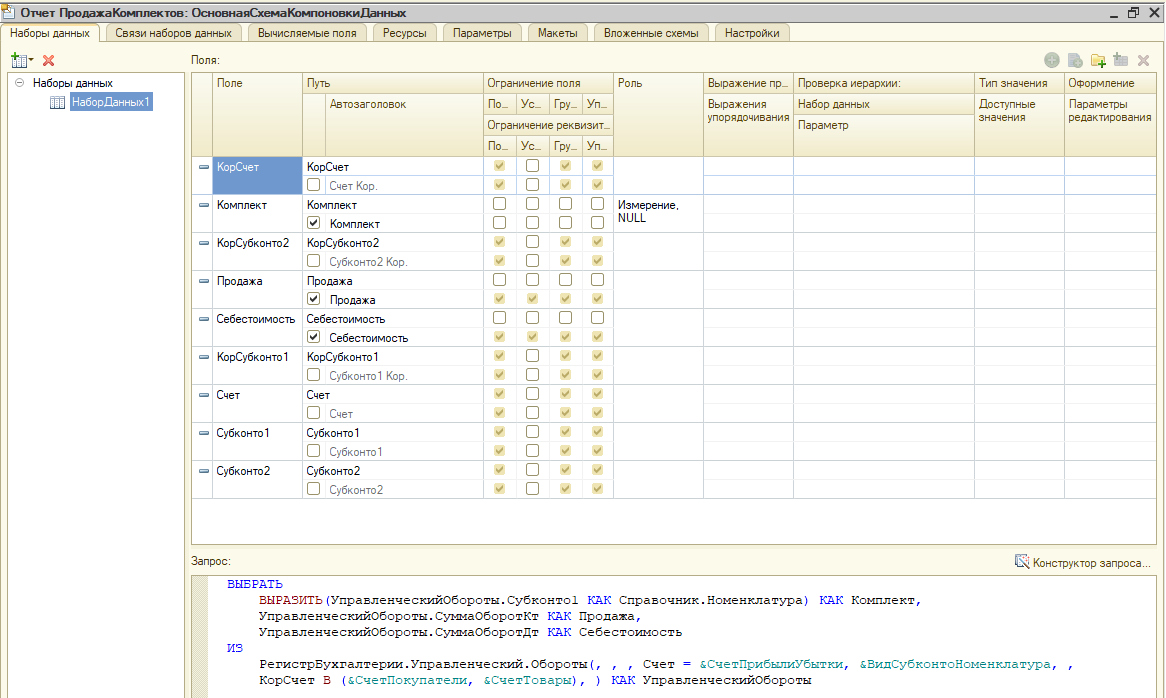 Отчет ПродажаКомплектов: ОсновнаяСхемаКомпоновкиДанных
Наборы данных Связи наборов данных Вычисляемые поля Ресурсы Параметры Макеты Вложенные схемы Настройки
Поля:
Наборы данных
НаборДанных1
Поле Путь Ограничение поля Роль Выражение пр... Проверка иерархии: Тип значения Оформление
Автозаголовок По... Ус... Гру... Уп... Выражения упорядочивания Набор данных Доступные значения Параметры редактирования
Ограничение реквизит... Параметр
По... Ус... Гру... Уп...
КорСчет КорСчет
Счет Кор.
Комплект Комплект Измерение,
Комплект NULL
КорСубконто2 КорСубконто2
Субконто2 Кор.
Продажа Продажа
Продажа
Себестоимость Себестоимость
Себестоимость
КорСубконто1 КорСубконто1
Субконто1 Кор.
Счет Счет
Счет
Субконто1 Субконто1
Субконто1
Субконто2 Субконто2
Субконто2
Запрос:
Конструктор запроса...
ВЫБРАТЬ
ВЫРАЗИТЬ(УправленческийОбороты.Субконто1 КАК Справочник.Номенклатура) КАК Комплект,
УправленческийОбороты.СуммаОборотКт КАК Продажа,
УправленческийОбороты.СуммаОборотДт КАК Себестоимость
ИЗ
РегистрБухгалтерии.Управленческий.Обороты(, , , Счет = &СчетПрибылиУбытки, &ВидСубконтоНоменклатура, ,
КорСчет В (&СчетПокупатели, &СчетТовары), ) КАК УправленческийОбороты